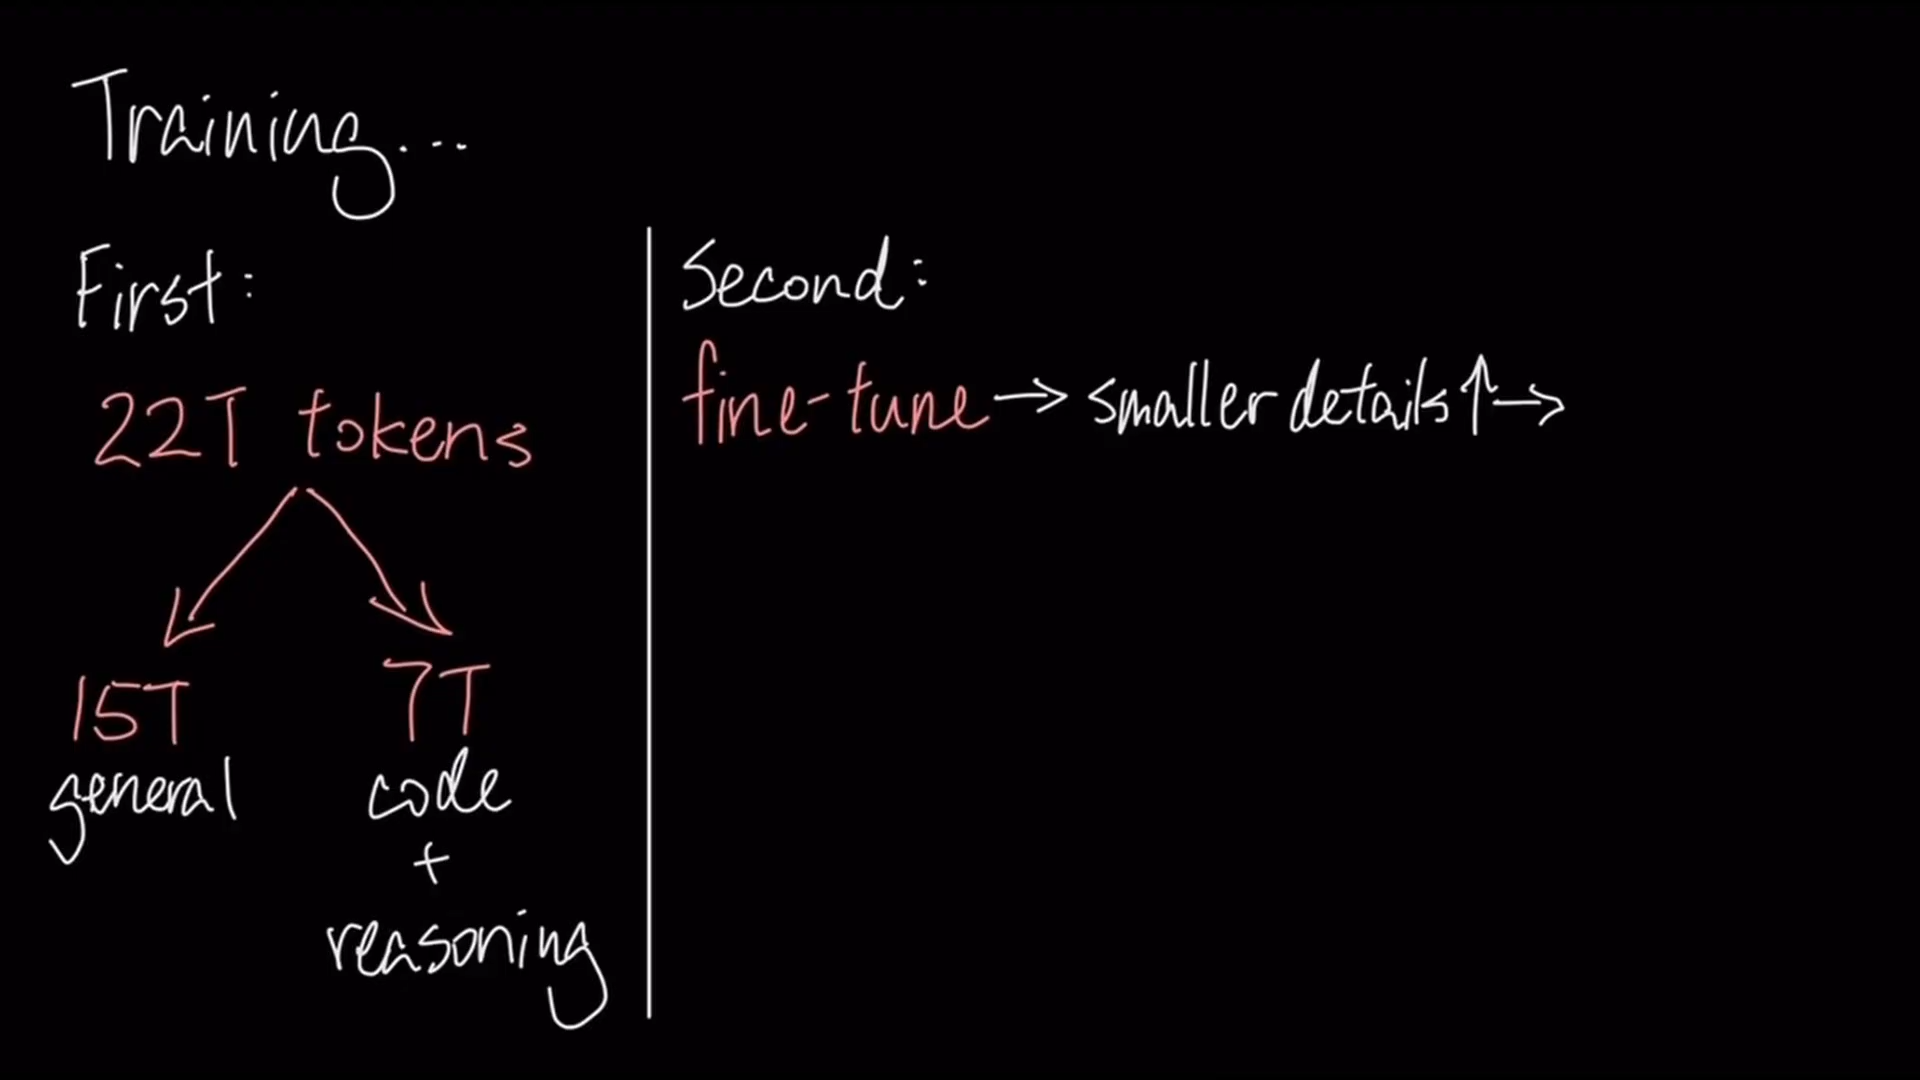 Training...
First:
22T tokens
15T
general
7T
code
+
reasoning
Second:
fine-tune → smaller details ↑ →